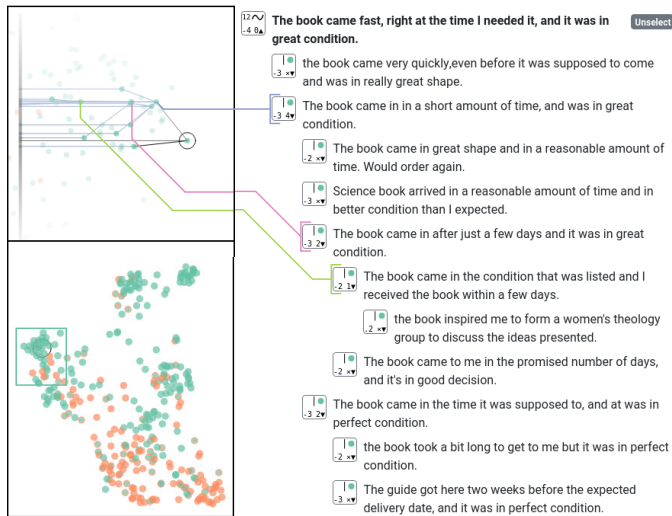 12 The book came fast, right at the time I needed it, and it was in Unselect
-4 0▲ great condition.
the book came very quickly,even before it was supposed to come
-3 ×▼ and was in really great shape.
The book came in in a short amount of time, and was in great
-3 4▼ condition.
The book came in great shape and in a reasonable amount of
-2 ×▼ time. Would order again.
Science book arrived in a reasonable amount of time and in
-3 ×▼ better condition than I expected.
The book came in after just a few days and it was in great
-3 2▼ condition.
The book came in the condition that was listed and I
-2 1▼ received the book within a few days.
the book inspired me to form a women's theology
.2 ×▼ group to discuss the ideas presented.
The book came to me in the promised number of days,
-2 ×▼ and it's in good decision.
The book came in the time it was supposed to, and at was in
-3 2▼ perfect condition.
the book took a bit long to get to me but it was in perfect
-2 ×▼ condition.
The guide got here two weeks before the expected
-3 ×▼ delivery date, and it was in perfect condition.